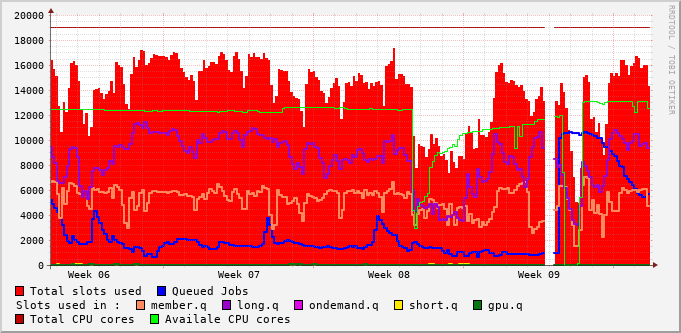 20000
18000
16000
14000
12000
10000
8000
6000
4000
2000
0
Week 06 Week 07 Week 08 Week 09
RRDTOOL / TOBI OETIKER
Total slots used Queued Jobs
Slots used in : member.q long.q ondemand.q short.q gpu.q
Total CPU cores Availale CPU cores